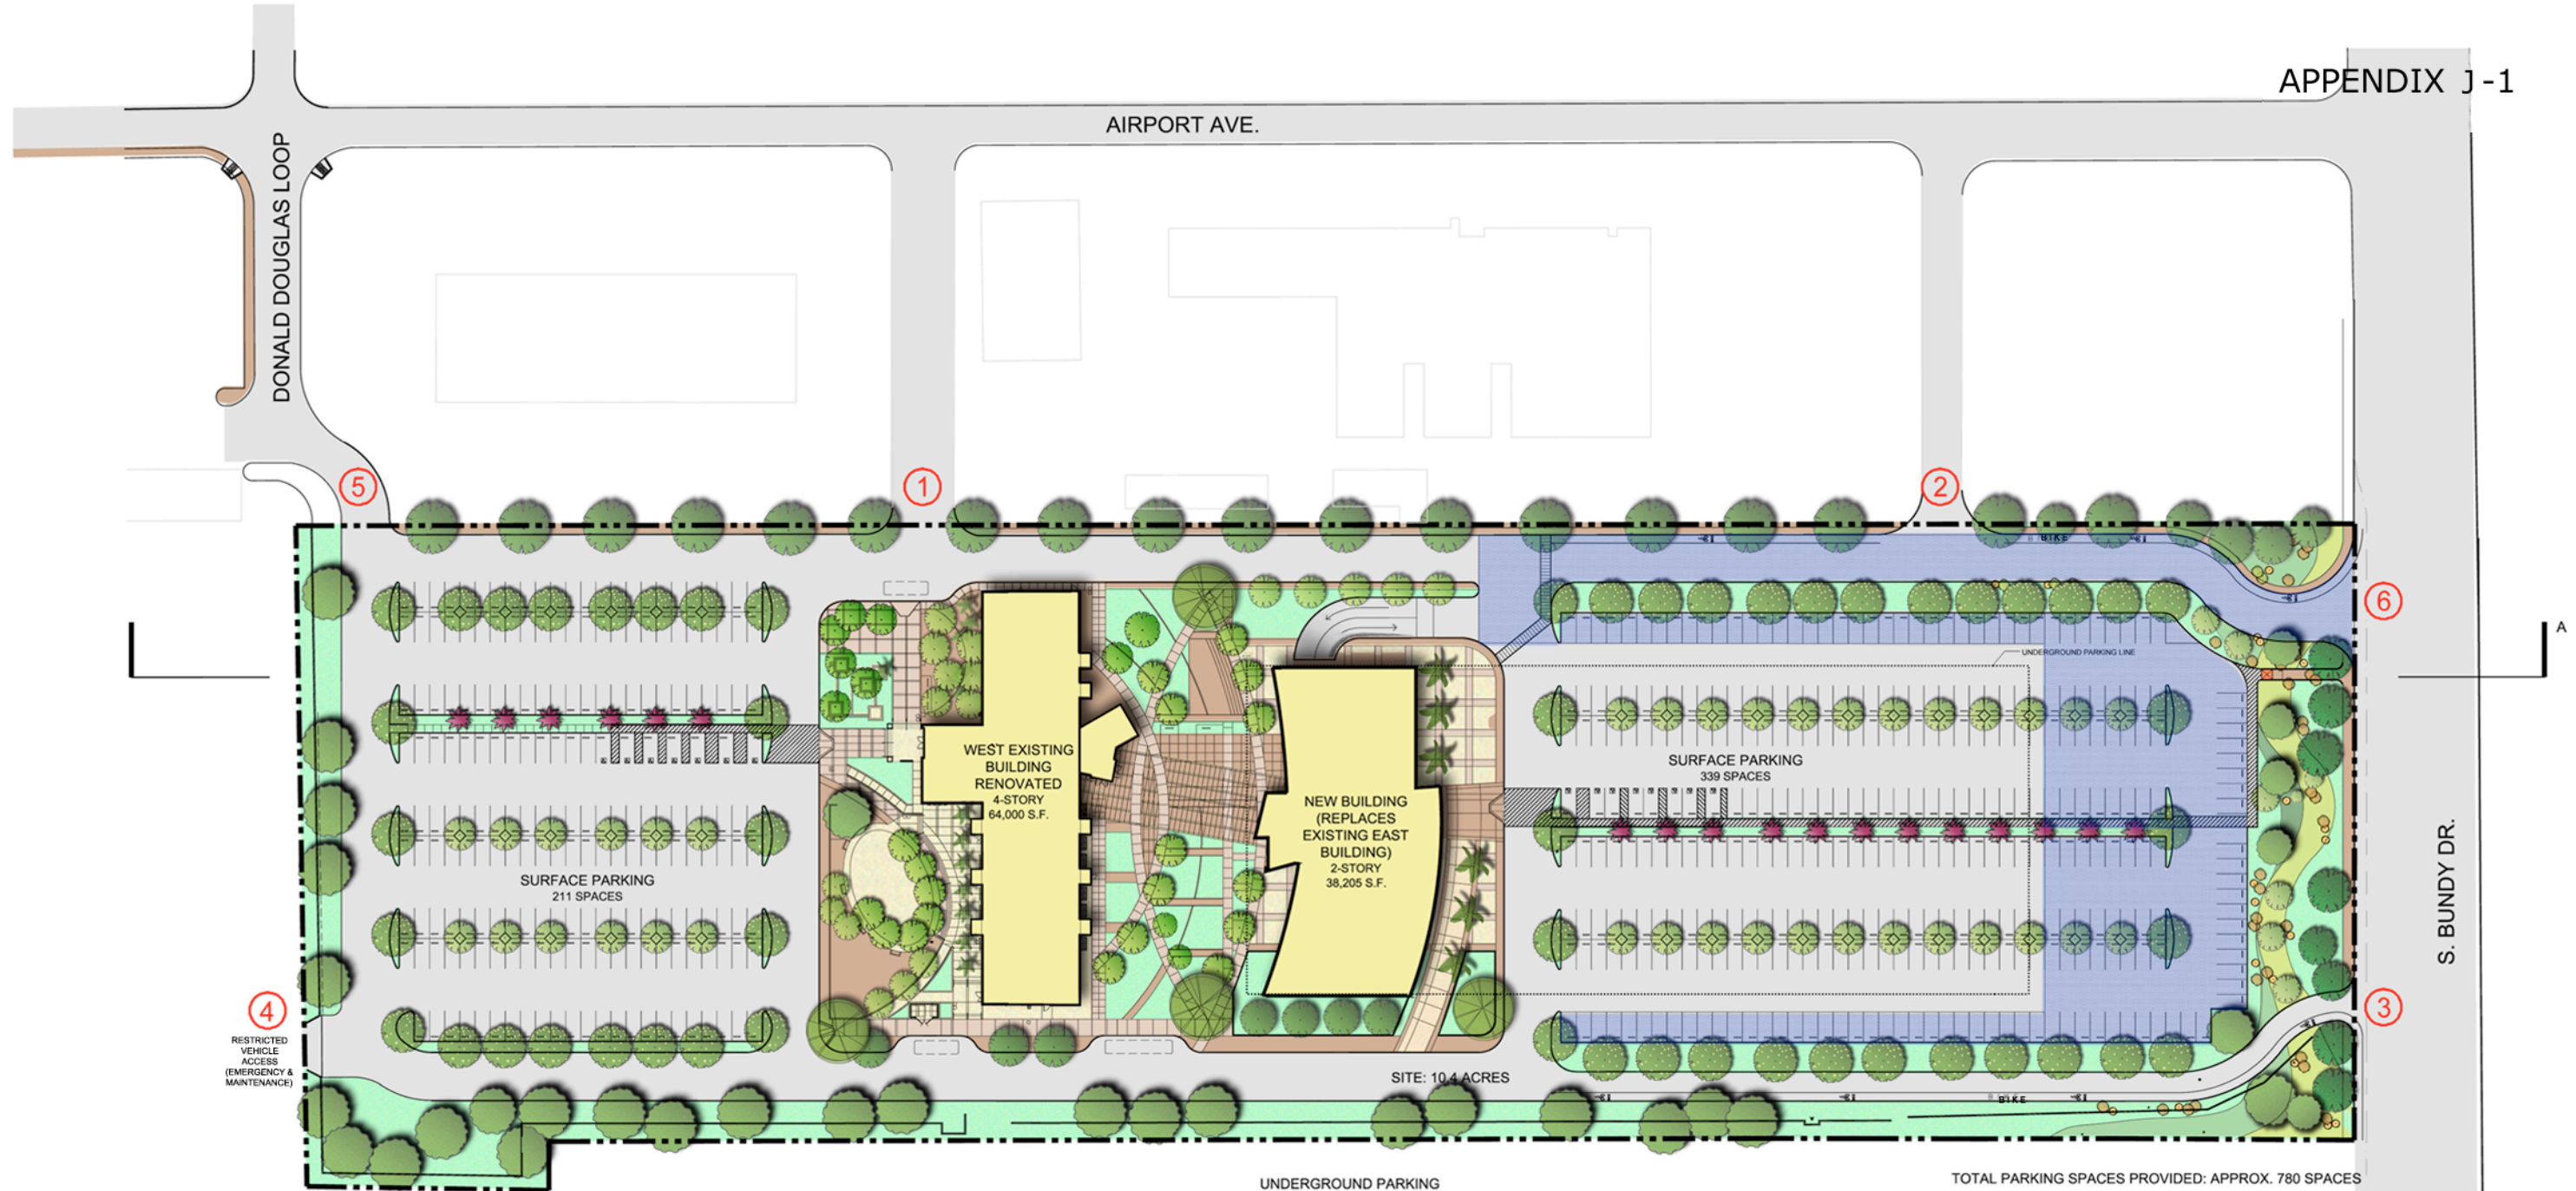 APPENDIX J-1
AIRPORT AVE.
DONALD DOUGLAS LOOP
5
1
2
BIKE
6
A
UNDERGROUND PARKING LINE
WEST EXISTING
BUILDING
RENOVATED
4-STORY
64,000 S.F.
SURFACE PARKING
339 SPACES
NEW BUILDING
(REPLACES
EXISTING EAST
BUILDING)
2-STORY
38,205 S.F.
SURFACE PARKING
211 SPACES
S. BUNDY DR.
4
RESTRICTED
VEHICLE
ACCESS
(EMERGENCY &
MAINTENANCE)
3
SITE: 10.4 ACRES
BIKE
UNDERGROUND PARKING
TOTAL PARKING SPACES PROVIDED: APPROX. 780 SPACES